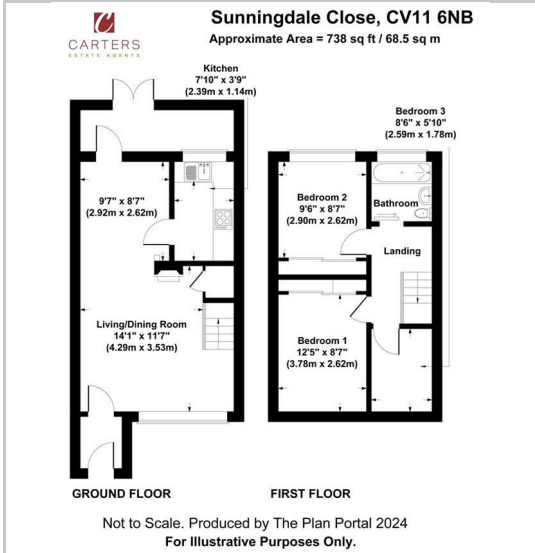 Sunningdale Close, CV11 6NB
Approximate Area = 738 sq ft / 68.5 sq m
CARTERS
ESTATE AGENTS
Kitchen
7'10" x 3'9"
(2.39m x 1.14m)
Bedroom 3
8'6" x 5'10"
(2.59m x 1.78m)
9'7" x 8'7"
(2.92m x 2.62m)
Bedroom 2
9'6" x 8'7"
(2.90m x 2.62m)
Bathroom
Landing
Living/Dining Room
14'1" x 11'7"
(4.29m x 3.53m)
Bedroom 1
12'5" x 8'7"
(3.78m x 2.62m)
GROUND FLOOR
FIRST FLOOR
Not to Scale. Produced by The Plan Portal 2024
For Illustrative Purposes Only.